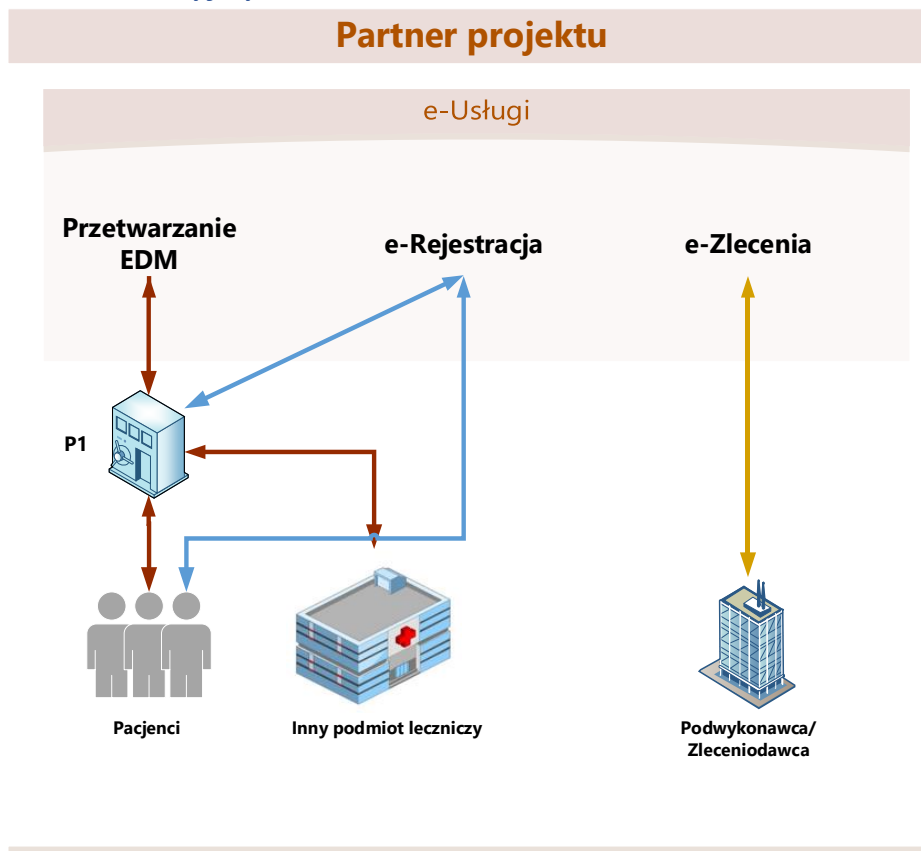 Partner projektu
e-Usługi
Przetwarzanie
EDM
e-Rejestracja
e-Zlecenia
P1
Pacjenci
Inny podmiot leczniczy
Podwykonawca/
Zleceniodawca